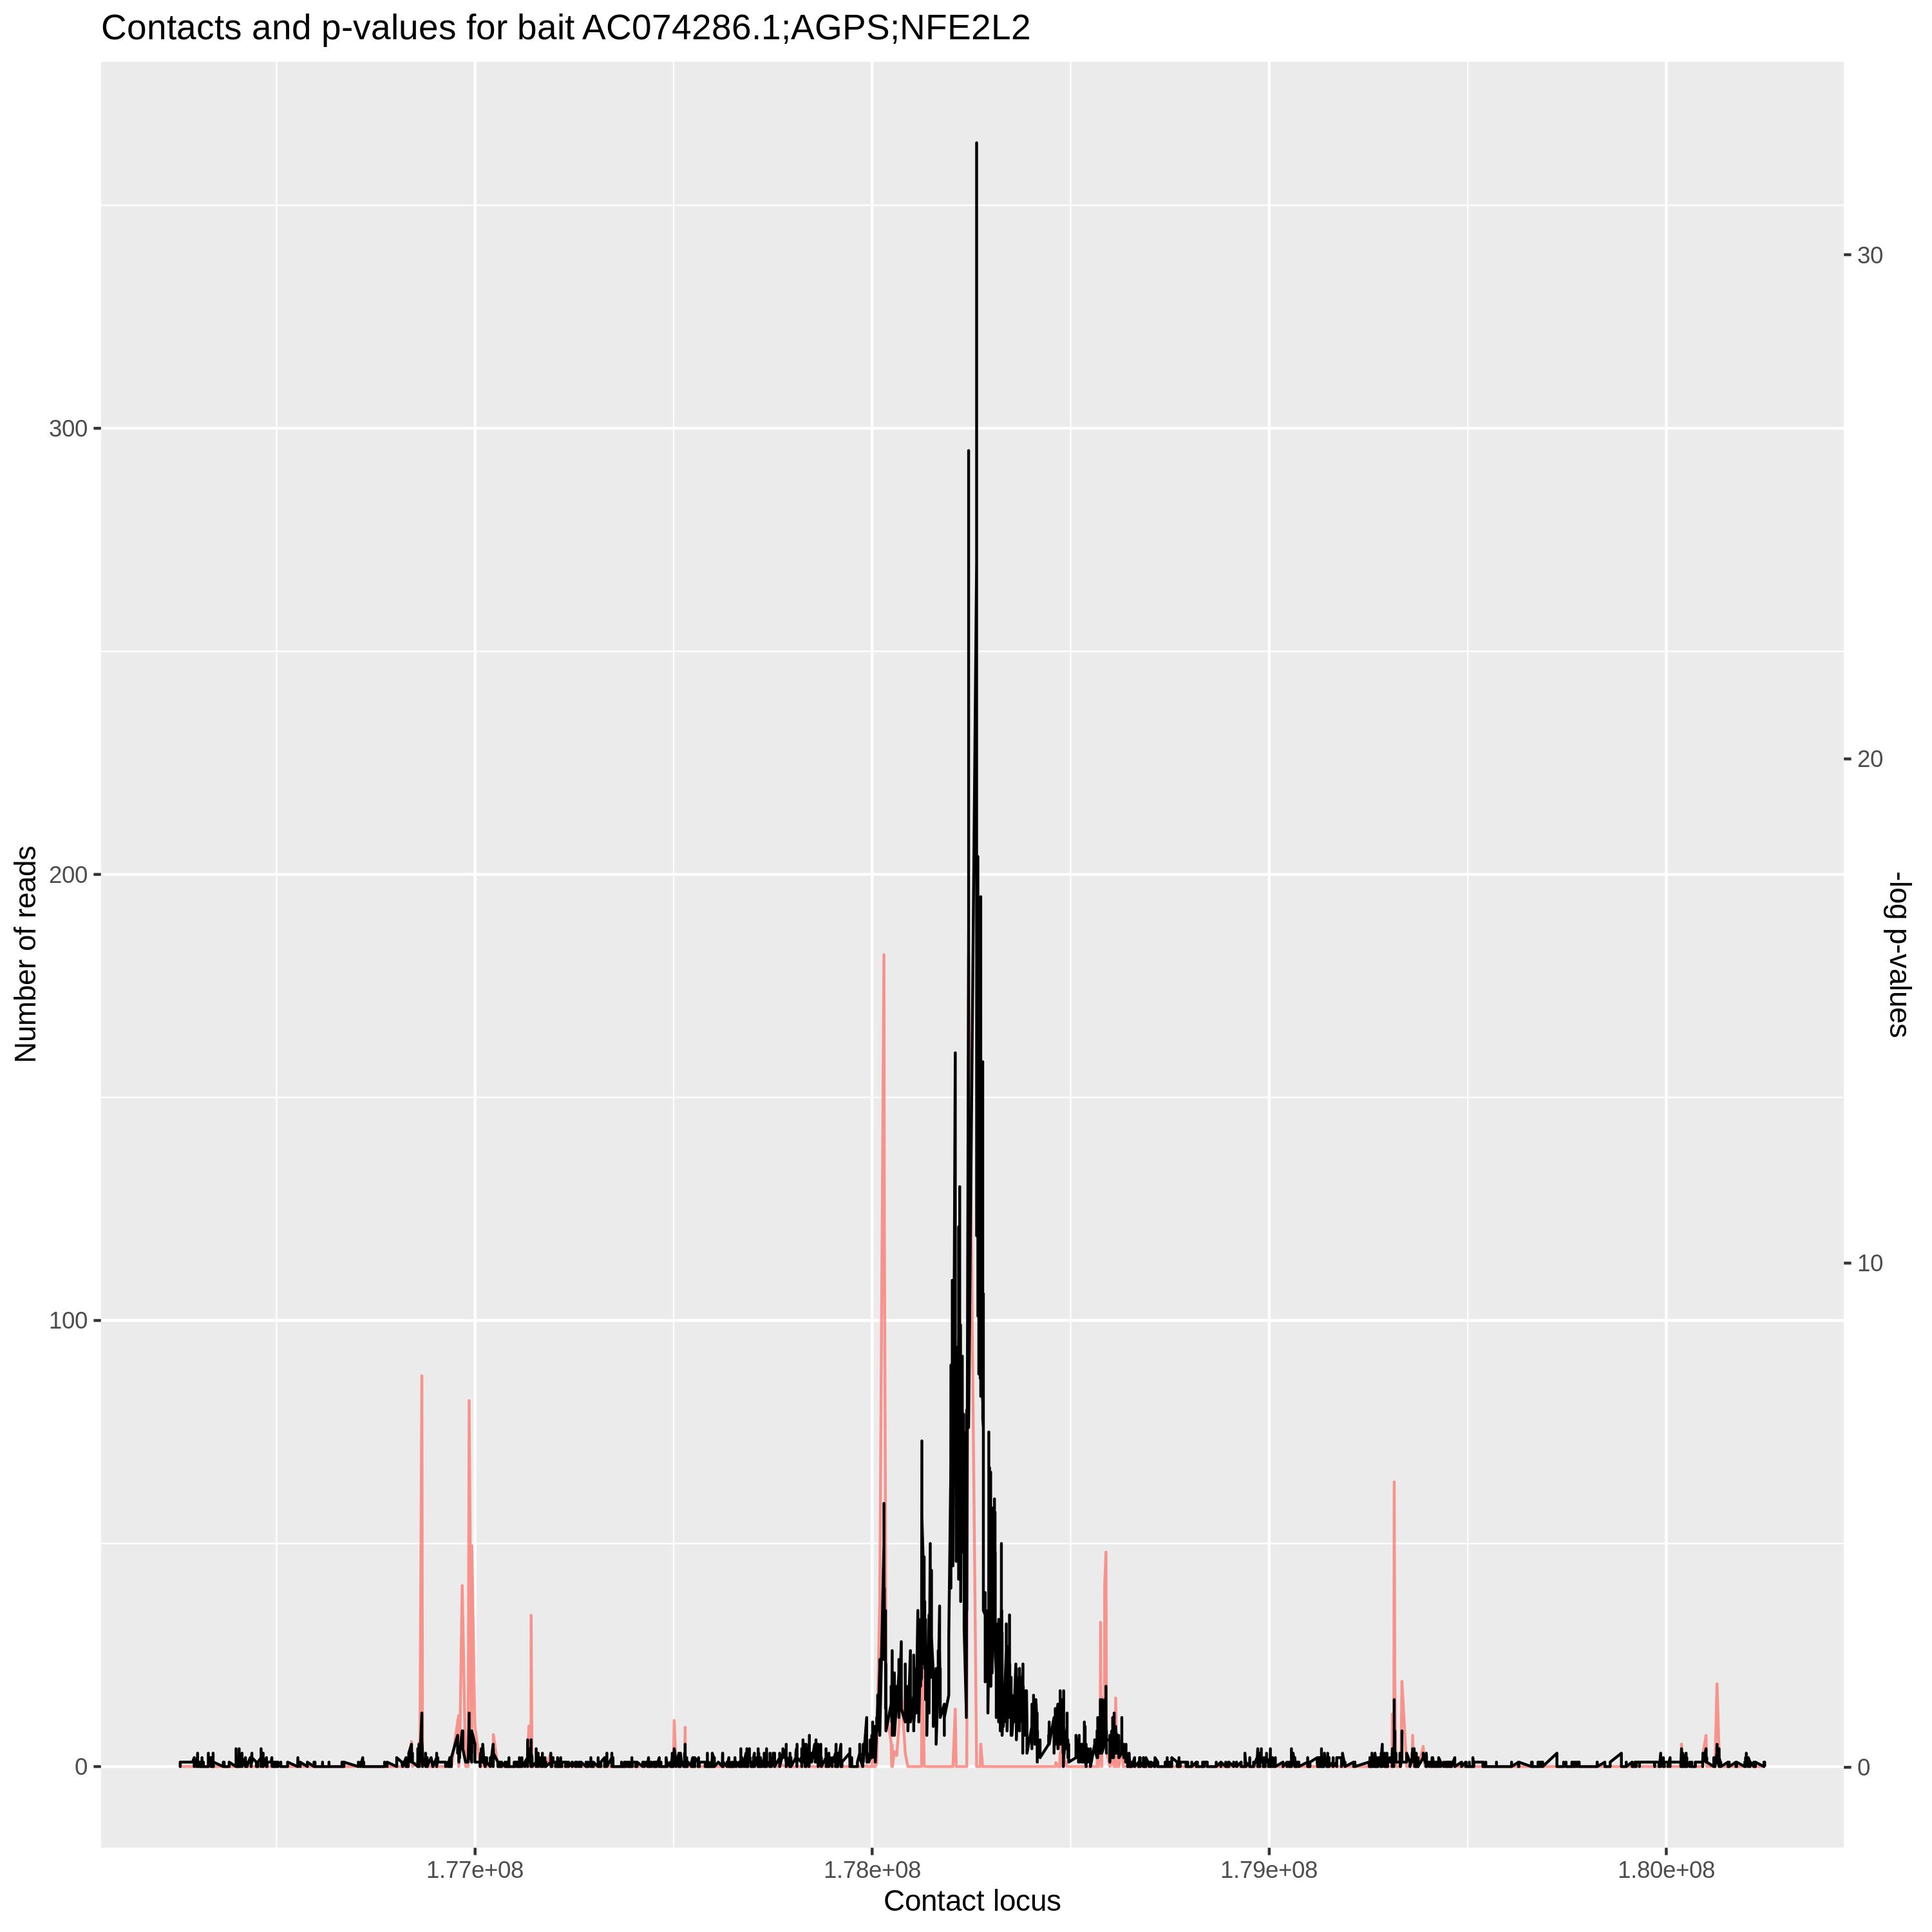 Contacts and p-values for bait AC074286.1;AGPS;NFE2L2
Number of reads
300
200
100
0
30
20
10
0
-log p-values
1.77e+08 1.78e+08 1.79e+08 1.80e+08
Contact locus